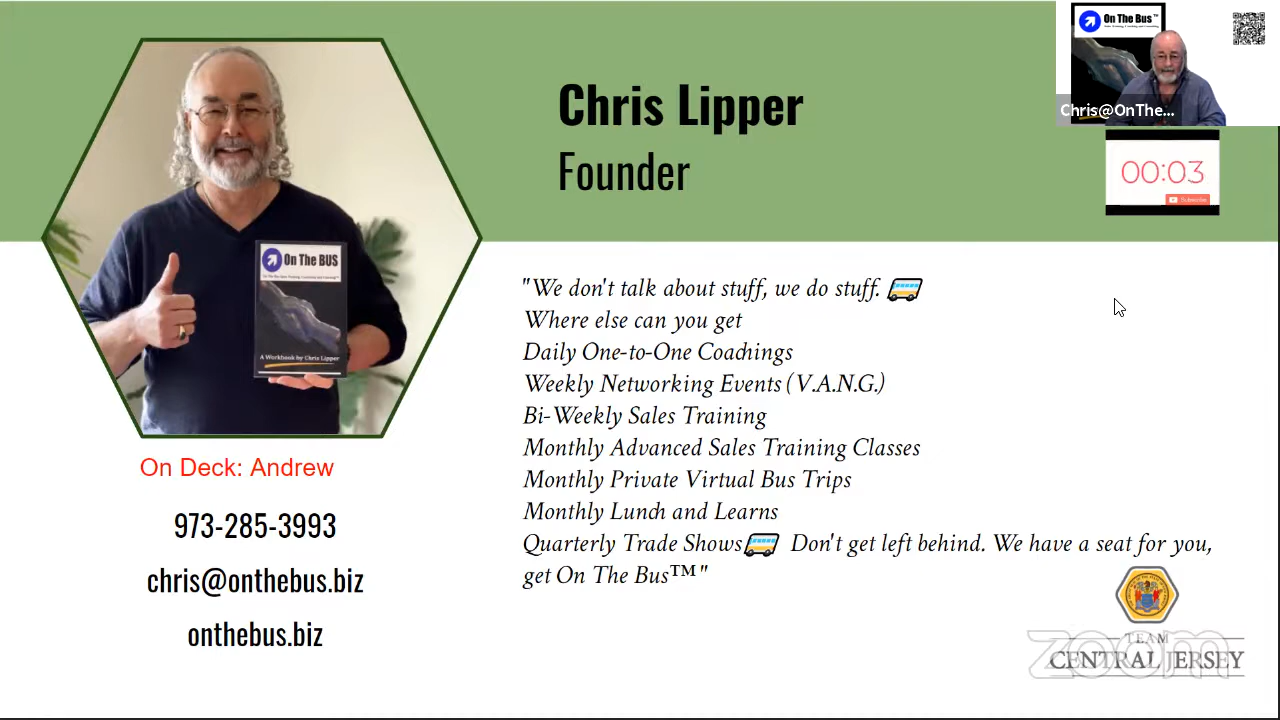 Chris Lipper
Founder
On The Bus™
Chris@OnThe...
00:03
Subscribe
On The BUS
A Workbook by Chris Lipper
"We don't talk about stuff, we do stuff.
Where else can you get
Daily One-to-One Coachings
Weekly Networking Events (V.A.N.G.)
Bi-Weekly Sales Training
Monthly Advanced Sales Training Classes
Monthly Private Virtual Bus Trips
Monthly Lunch and Learns
Quarterly Trade Shows Don't get left behind. We have a seat for you,
get On The Bus™"
On Deck: Andrew
973-285-3993
chris@onthebus.biz
onthebus.biz
zoom
TEAM
CENTRAL JERSEY